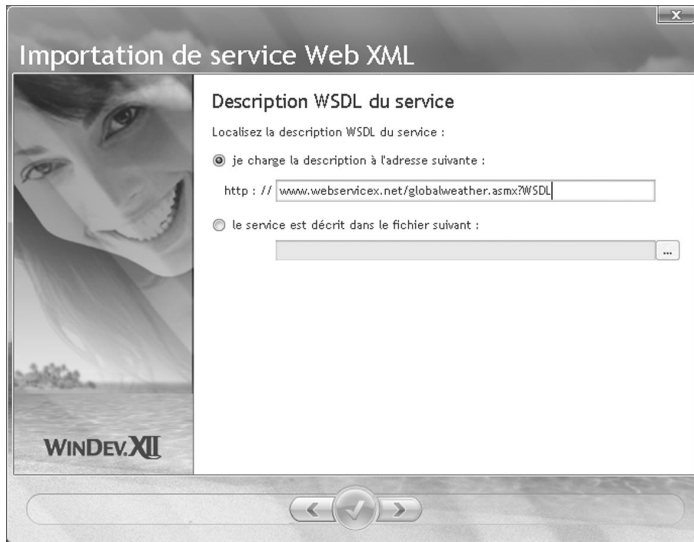 Importation de service Web XML
Description WSDL du service
Localisez la description WSDL du service :
je charge la description à l'adresse suivante :
http : // www.webservicex.net/globalweather.asmx?WSDL
le service est décrit dans le fichier suivant :
...
WINDEV.XII